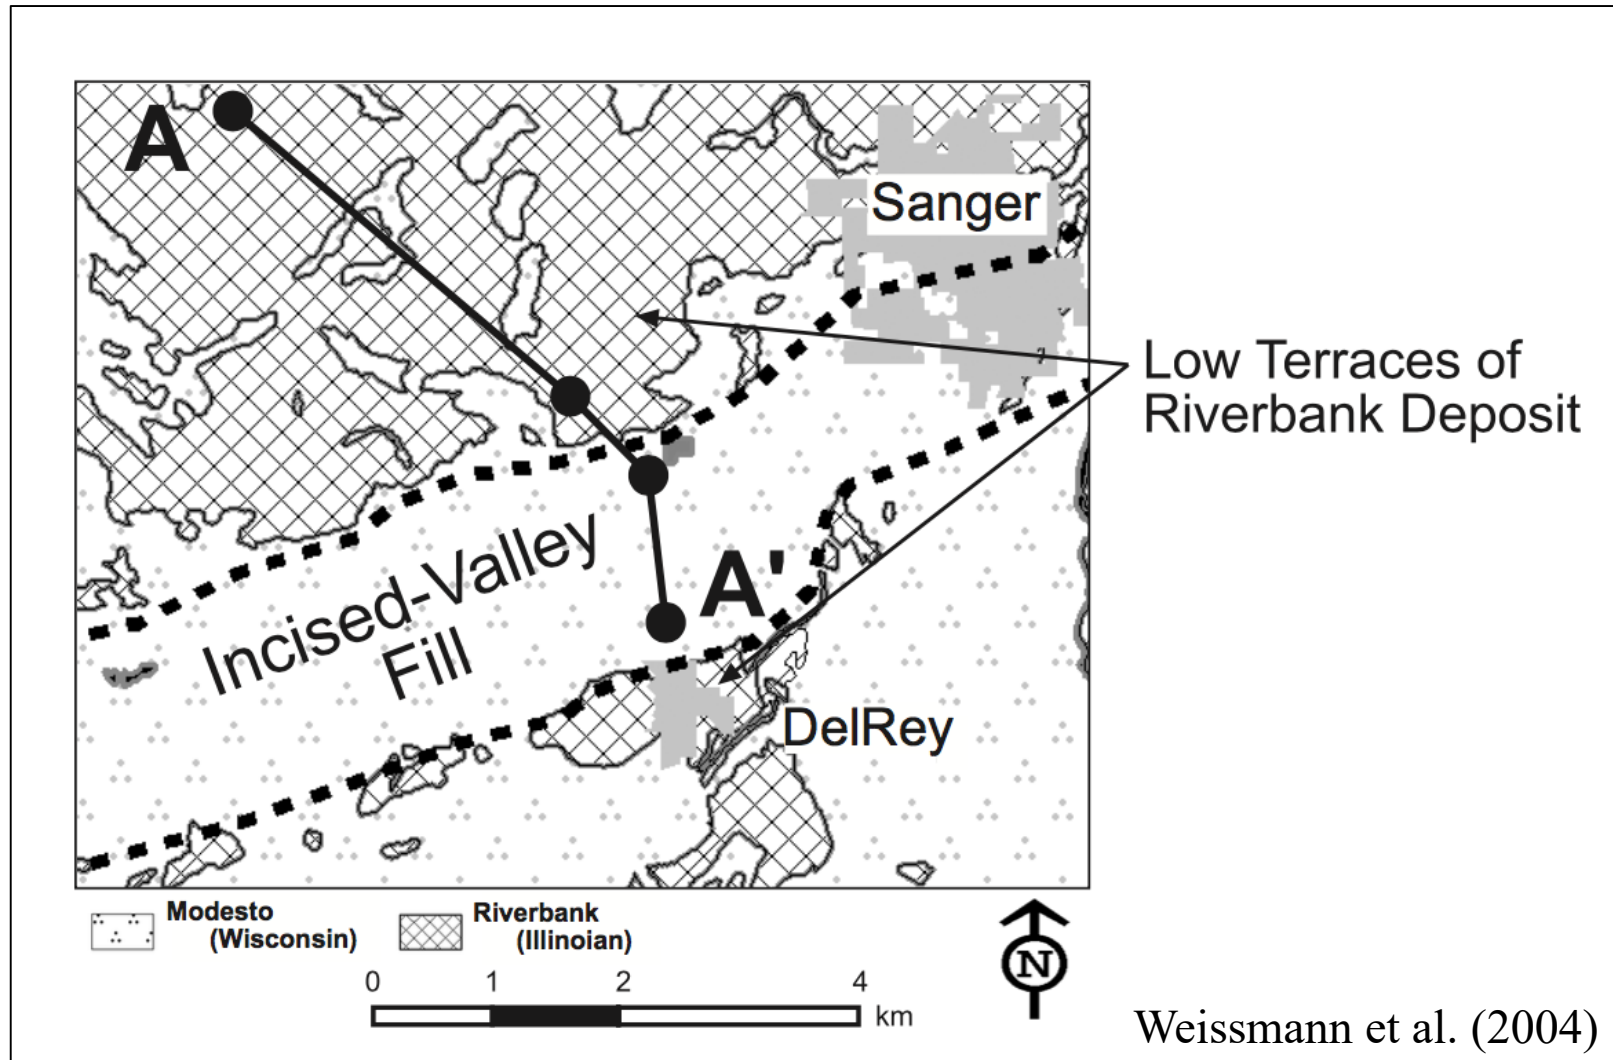 A
Sanger
Low Terraces of
Riverbank Deposit
Incised-Valley
Fill
A'
DelRey
Modesto
(Wisconsin)
Riverbank
(Illinoian)
N
0 1 2 4
km
Weissmann et al. (2004)